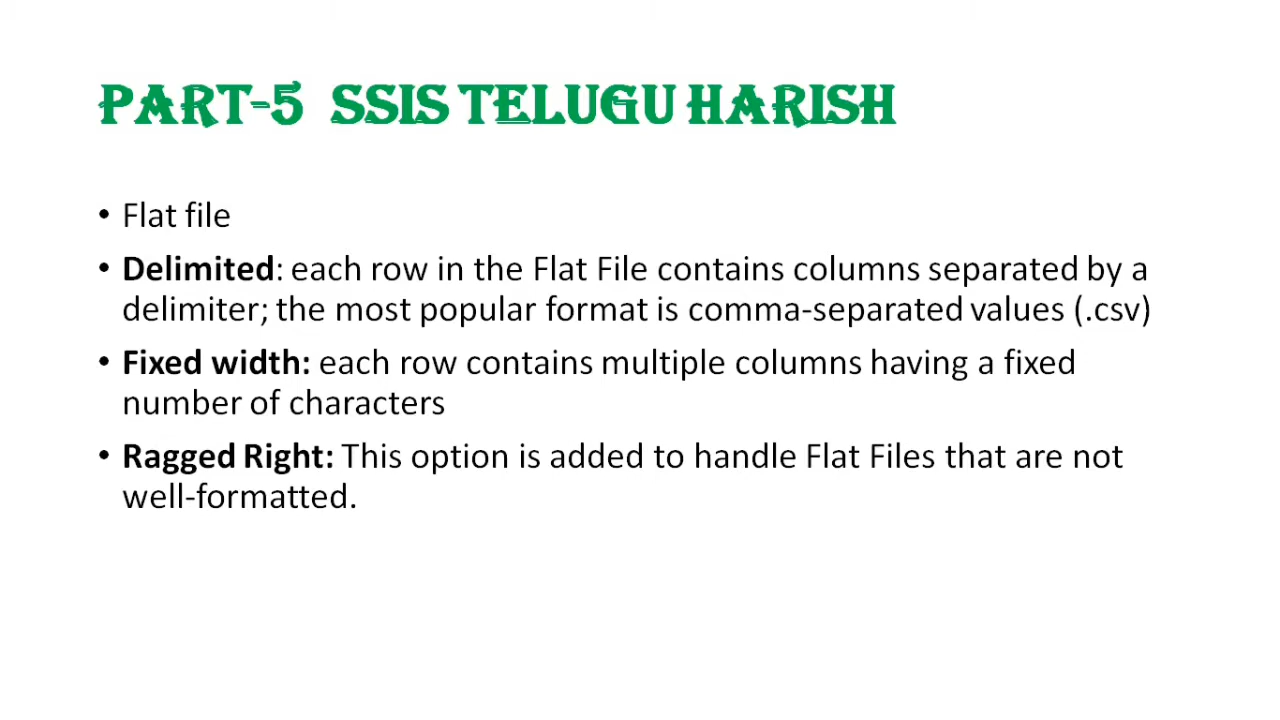 PART-5 SSIS TELUGU HARISH
• Flat file
• Delimited: each row in the Flat File contains columns separated by a
delimiter; the most popular format is comma-separated values (.csv)
• Fixed width: each row contains multiple columns having a fixed
number of characters
• Ragged Right: This option is added to handle Flat Files that are not
well-formatted.